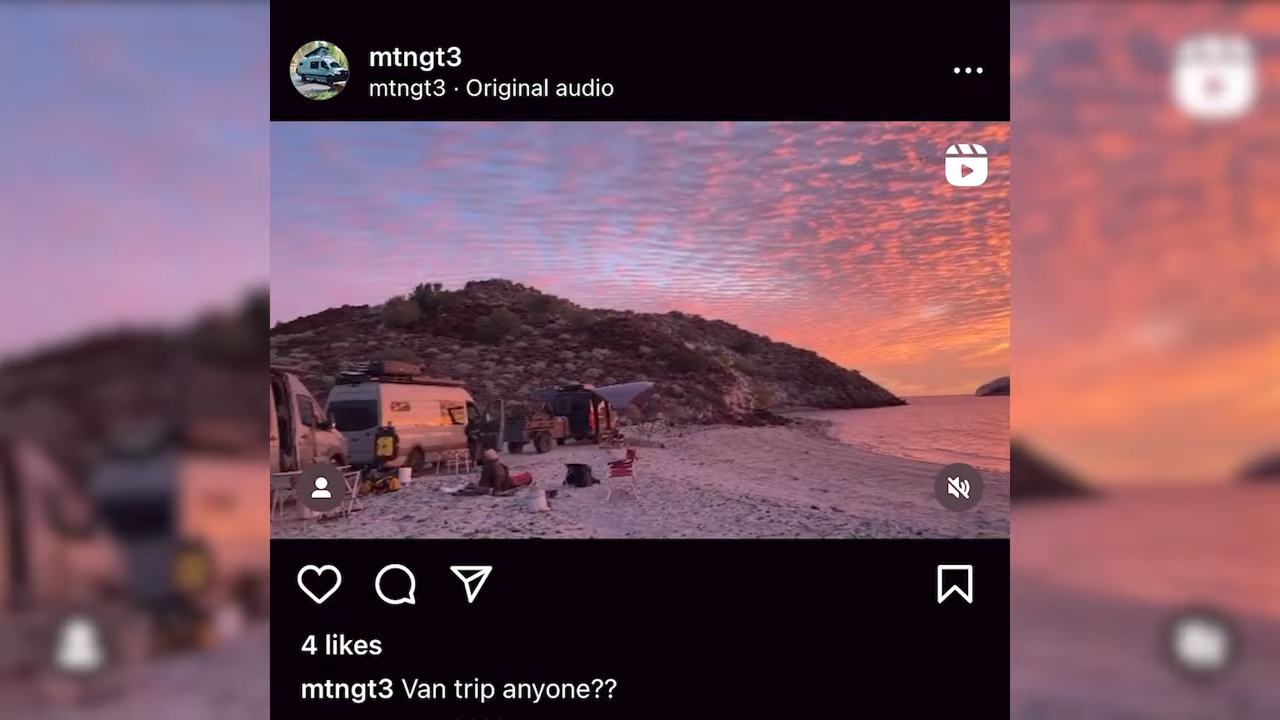 mtngt3
mtngt3 · Original audio
4 likes
mtngt3 Van trip anyone??